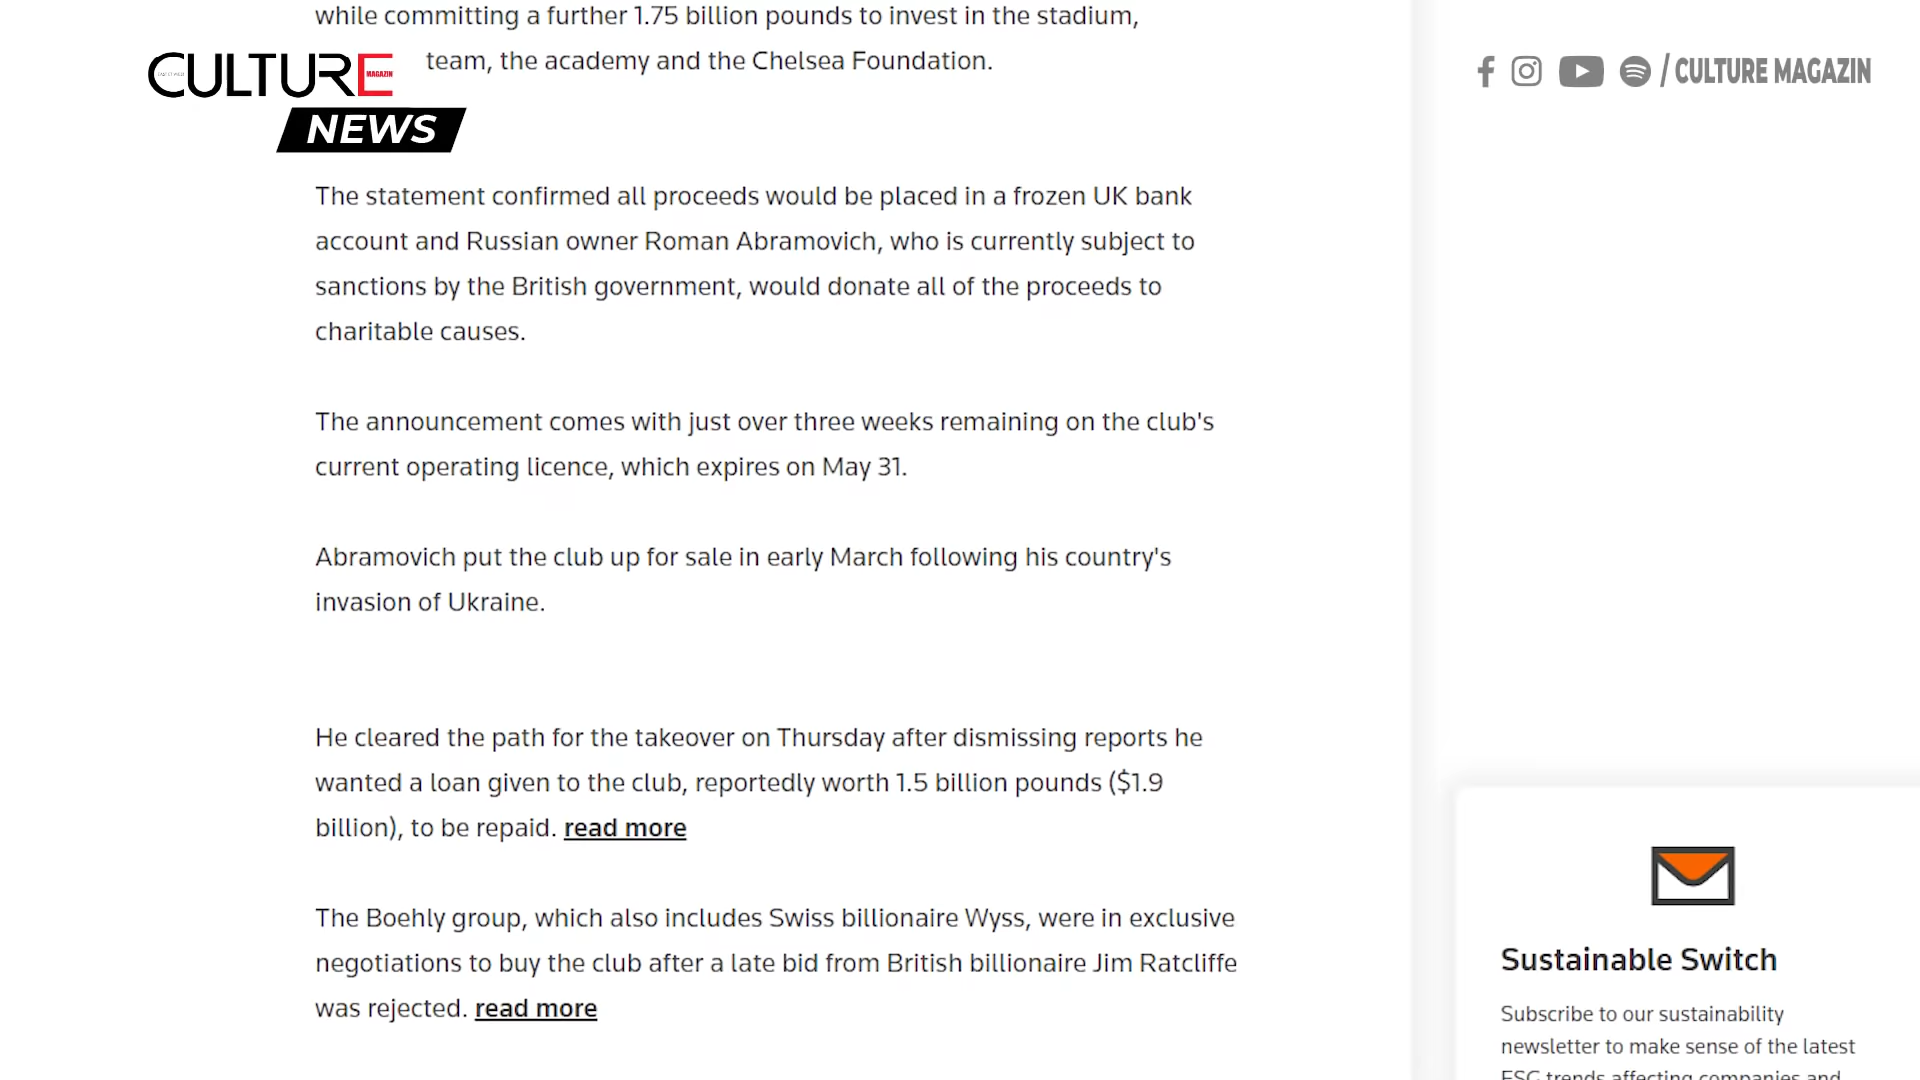 while committing a further 1.75 billion pounds to invest in the stadium,
team, the academy and the Chelsea Foundation.
CULTURE
MAGAZIN
NEWS
/ CULTURE MAGAZIN
The statement confirmed all proceeds would be placed in a frozen UK bank
account and Russian owner Roman Abramovich, who is currently subject to
sanctions by the British government, would donate all of the proceeds to
charitable causes.
The announcement comes with just over three weeks remaining on the club's
current operating licence, which expires on May 31.
Abramovich put the club up for sale in early March following his country's
invasion of Ukraine.
He cleared the path for the takeover on Thursday after dismissing reports he
wanted a loan given to the club, reportedly worth 1.5 billion pounds ($1.9
billion), to be repaid. read more
The Boehly group, which also includes Swiss billionaire Wyss, were in exclusive
negotiations to buy the club after a late bid from British billionaire Jim Ratcliffe
was rejected. read more
Sustainable Switch
Subscribe to our sustainability
newsletter to make sense of the latest
ESG trends affecting companies and